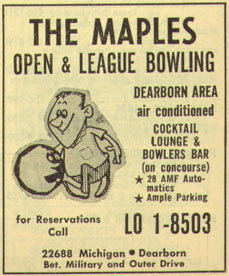 THE MAPLES
OPEN & LEAGUE BOWLING
DEARBORN AREA
air conditioned
COCKTAIL
LOUNGE &
BOWLERS BAR
(on concourse)
★ 28 AMF Auto-
matics
★ Ample Parking
for Reservations
Call
LO 1-8503
22688 Michigan ● Dearborn
Bet. Military and Outer Drive